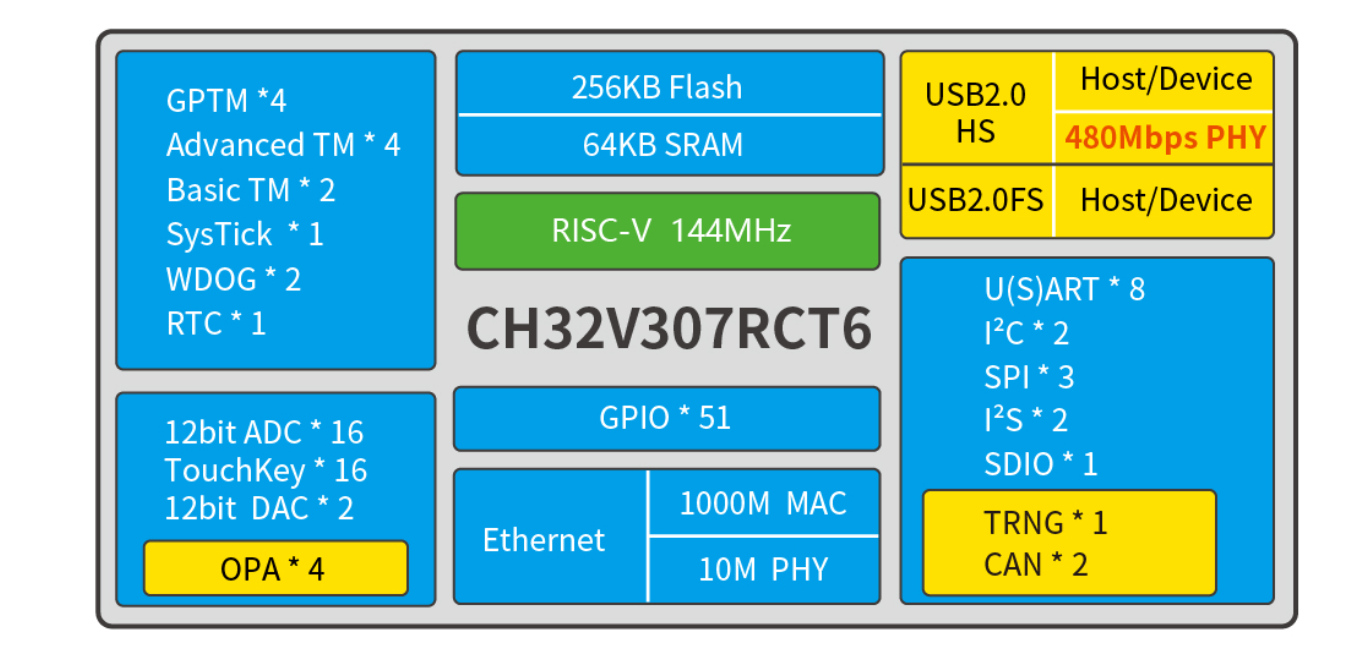 GPTM *4
Advanced TM * 4
Basic TM * 2
SysTick * 1
WDOG * 2
RTC * 1
12bit ADC * 16
TouchKey * 16
12bit DAC * 2
OPA * 4
256KB Flash
64KB SRAM
RISC-V 144MHz
CH32V307RCT6
GPIO * 51
Ethernet
1000M MAC
10M PHY
USB2.0
HS
Host/Device
480Mbps PHY
USB2.0FS
Host/Device
U(S)ART * 8
I²C * 2
SPI * 3
I²S * 2
SDIO * 1
TRNG * 1
CAN * 2